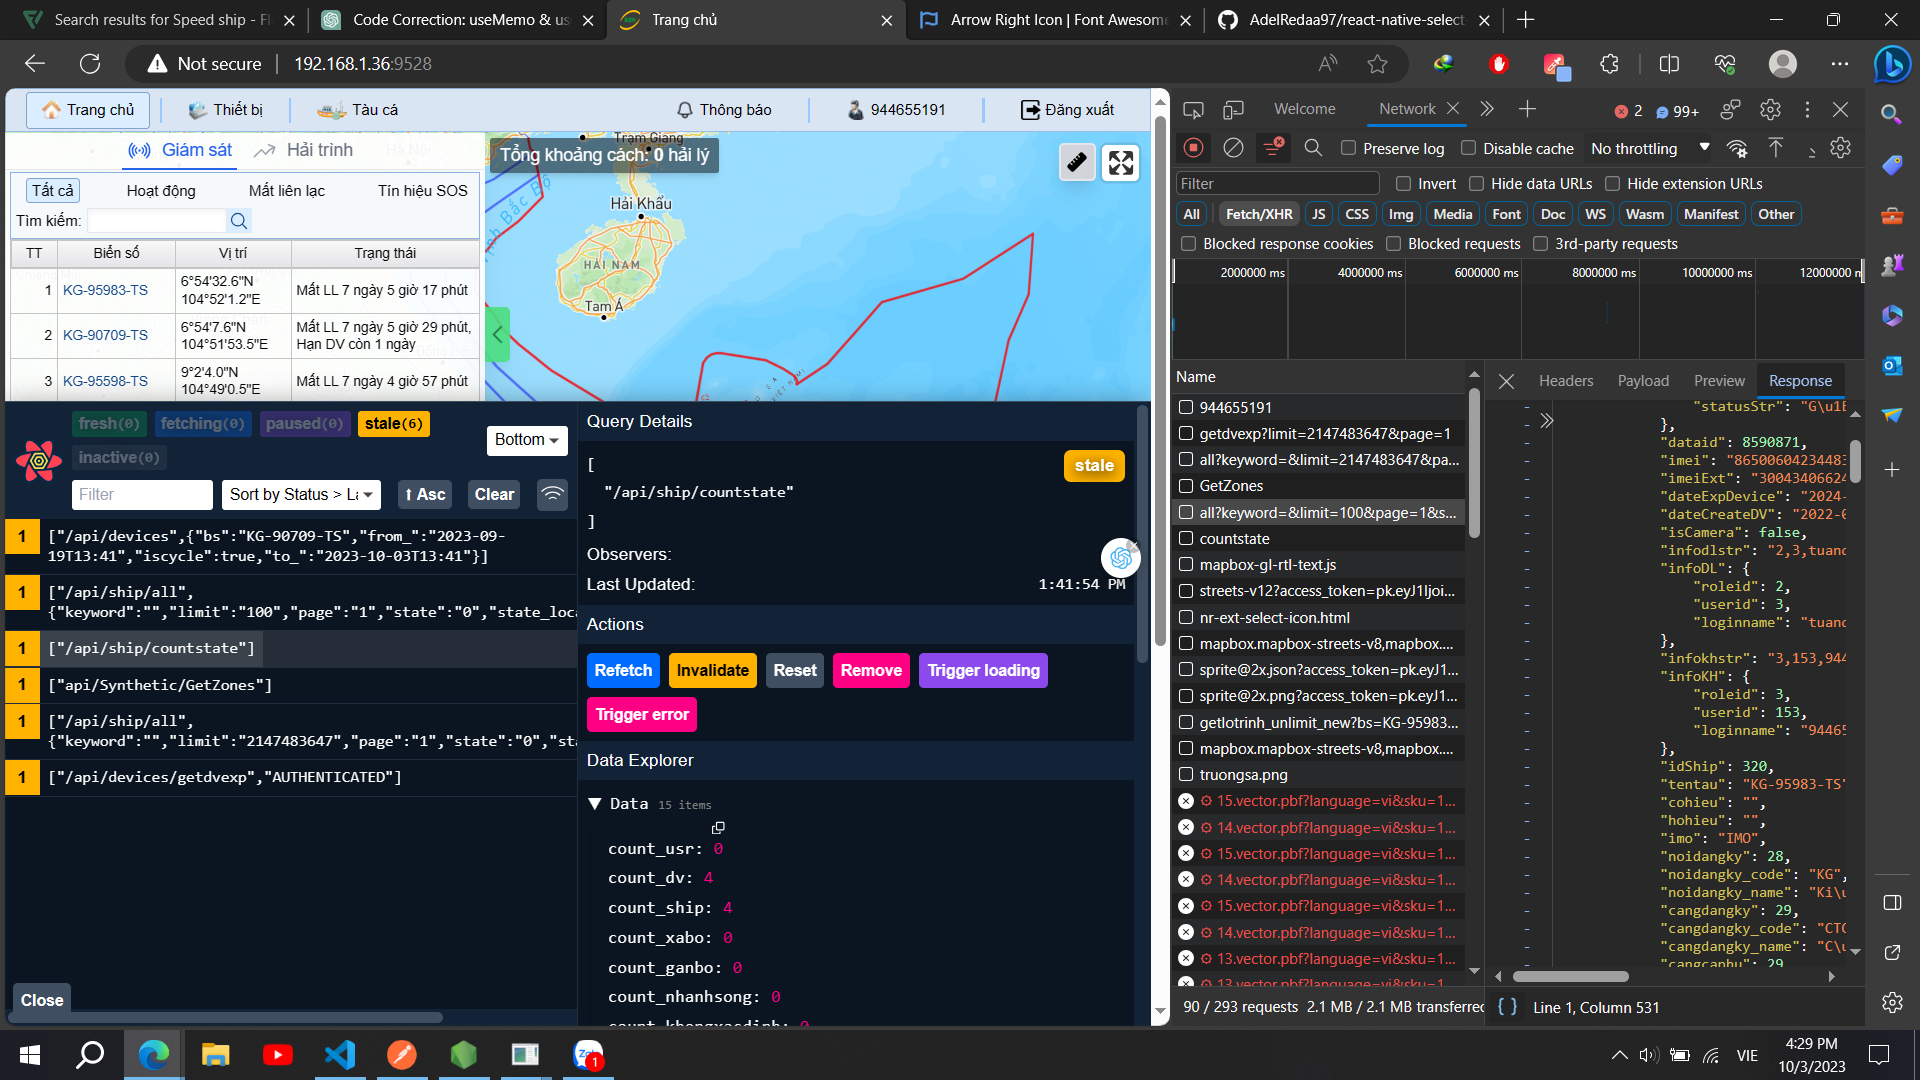 Search results for Speed ship - Fl
Code Correction: useMemo & us
Trang chủ
Arrow Right Icon | Font Awesom
AdelRedaa97/react-native-select
Not secure
192.168.1.36:9528
Trang chủ
Thiết bị
Tàu cá
Thông báo
944655191
Đăng xuất
Giám sát
Hải trình
Tất cả
Hoạt động
Mất liên lạc
Tín hiệu SOS
Tìm kiếm:
TT
Biển số
Vị trí
Trạng thái
1
KG-95983-TS
6°54'32.6"N
104°52'1.2"E
Mất LL 7 ngày 5 giờ 17 phút
2
KG-90709-TS
6°54'7.6"N
104°51'53.5"E
Mất LL 7 ngày 5 giờ 29 phút,
Hạn DV còn 1 ngày
3
KG-95598-TS
9°2'4.0"N
104°49'0.5"E
Mất LL 7 ngày 4 giờ 57 phút
Trạm Giang
Tổng khoảng cách: 0 hải lý
Bắc Bộ
Hải Khẩu
HẢI NAM
Tam Á
fresh(0)
fetching(0)
paused(0)
stale(6)
inactive(0)
Bottom
Filter
Sort by Status > La
↑ Asc
Clear
1
["/api/devices",{"bs":"KG-90709-TS","from_":"2023-09-
19T13:41","iscycle":true,"to_":"2023-10-03T13:41"}]
1
["/api/ship/all",
{"keyword":"","limit":"100","page":"1","state":"0","state_loca
1
["/api/ship/countstate"]
1
["api/Synthetic/GetZones"]
1
["/api/ship/all",
{"keyword":"","limit":"2147483647","page":"1","state":"0","sta
1
["/api/devices/getdvexp","AUTHENTICATED"]
Close
Query Details
[
"/api/ship/countstate"
]
stale
Observers:
Last Updated:
1:41:54 PM
Actions
Refetch
Invalidate
Reset
Remove
Trigger loading
Trigger error
Data Explorer
Data 15 items
count_usr: 0
count_dv: 4
count_ship: 4
count_xabo: 0
count_ganbo: 0
count_nhanhsong: 0
count_khongxacdinh: 0
Welcome
Network
2
99+
Preserve log
Disable cache
No throttling
Filter
Invert
Hide data URLs
Hide extension URLs
All
Fetch/XHR
JS
CSS
Img
Media
Font
Doc
WS
Wasm
Manifest
Other
Blocked response cookies
Blocked requests
3rd-party requests
2000000 ms
4000000 ms
6000000 ms
8000000 ms
10000000 ms
12000000 m
Name
944655191
getdvexp?limit=2147483647&page=1
all?keyword=&limit=2147483647&pa...
GetZones
all?keyword=&limit=100&page=1&s...
countstate
mapbox-gl-rtl-text.js
streets-v12?access_token=pk.eyJ1Ijoi...
nr-ext-select-icon.html
mapbox.mapbox-streets-v8,mapbox....
sprite@2x.json?access_token=pk.eyJ1...
sprite@2x.png?access_token=pk.eyJ1...
getlotrinh_unlimit_new?bs=KG-95983...
mapbox.mapbox-streets-v8,mapbox....
truongsa.png
15.vector.pbf?language=vi&sku=1...
14.vector.pbf?language=vi&sku=1...
15.vector.pbf?language=vi&sku=1...
14.vector.pbf?language=vi&sku=1...
15.vector.pbf?language=vi&sku=1...
14.vector.pbf?language=vi&sku=1...
13.vector.pbf?language=vi&sku=1...
13.vector.pbf?language=vi&sku=1...
90 / 293 requests
2.1 MB / 2.1 MB transferred
Headers
Payload
Preview
Response
"statusStr": "G\u1E
},
"dataid": 8590871,
"imei": "86500604234483
"imeiExt": "30043406624
"dateExpDevice": "2024-
"dateCreateDV": "2022-0
"isCamera": false,
"infodlstr": "2,3,tuand
"infoDL": {
"roleid": 2,
"userid": 3,
"loginname": "tuanc
},
"infokhstr": "3,153,944
"infoKH": {
"roleid": 3,
"userid": 153,
"loginname": "94465
},
"idShip": 320,
"tentau": "KG-95983-TS"
"cohieu": "",
"hohieu": "",
"imo": "IMO",
"noidangky": 28,
"noidangky_code": "KG",
"noidangky_name": "Ki\u
"cangdangky": 29,
"cangdangky_code": "CTC
"cangdangky_name": "C\u
"cangcanhu": 29
{ } Line 1, Column 531
VIE
4:29 PM
10/3/2023
1